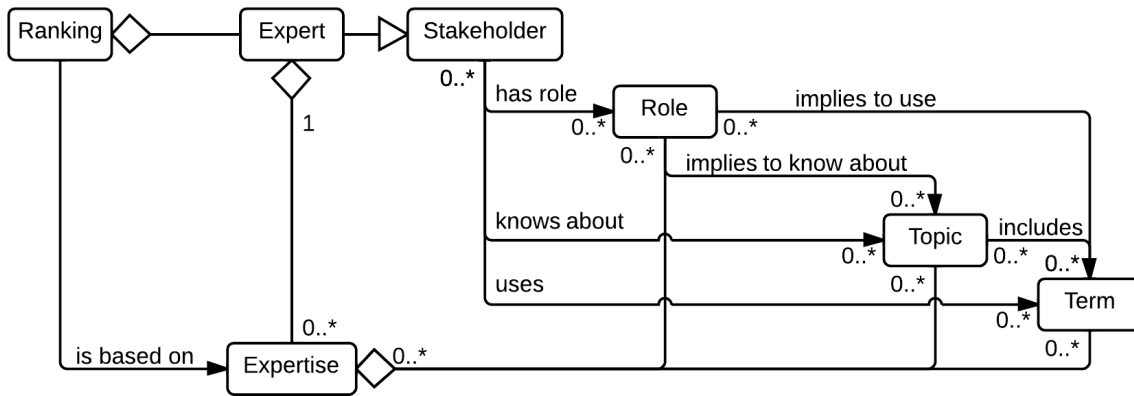 Ranking
Expert
Stakeholder
0..*
has role
0..*
Role
0..*
implies to use
1
0..*
implies to know about
0..*
knows about
0..*
Topic
includes
0..*
0..*
0..*
uses
0..*
Term
0..*
0..*
is based on
Expertise
0..*